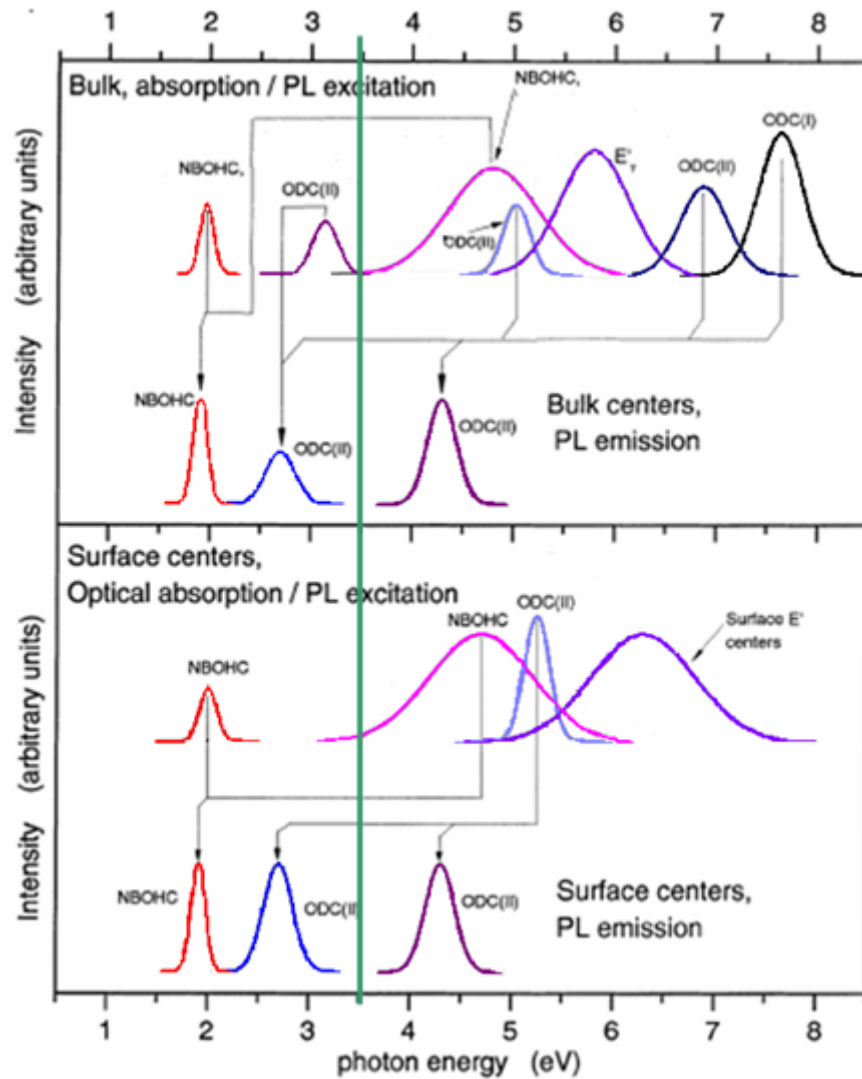 1 2 3 4 5 6 7 8
Bulk, absorption / PL excitation
NBOHC,
NBOHC,
ODC(II)
ODC(II)
E'γ
ODC(II)
ODC(I)
Intensity (arbitrary units)
NBOHC
ODC(II)
ODC(II)
Bulk centers,
PL emission
Surface centers,
Optical absorption / PL excitation
NBOHC
NBOHC
ODC(II)
Surface E'
centers
Intensity (arbitrary units)
NBOHC
ODC(II)
ODC(II)
Surface centers,
PL emission
1 2 3 4 5 6 7 8
photon energy (eV)